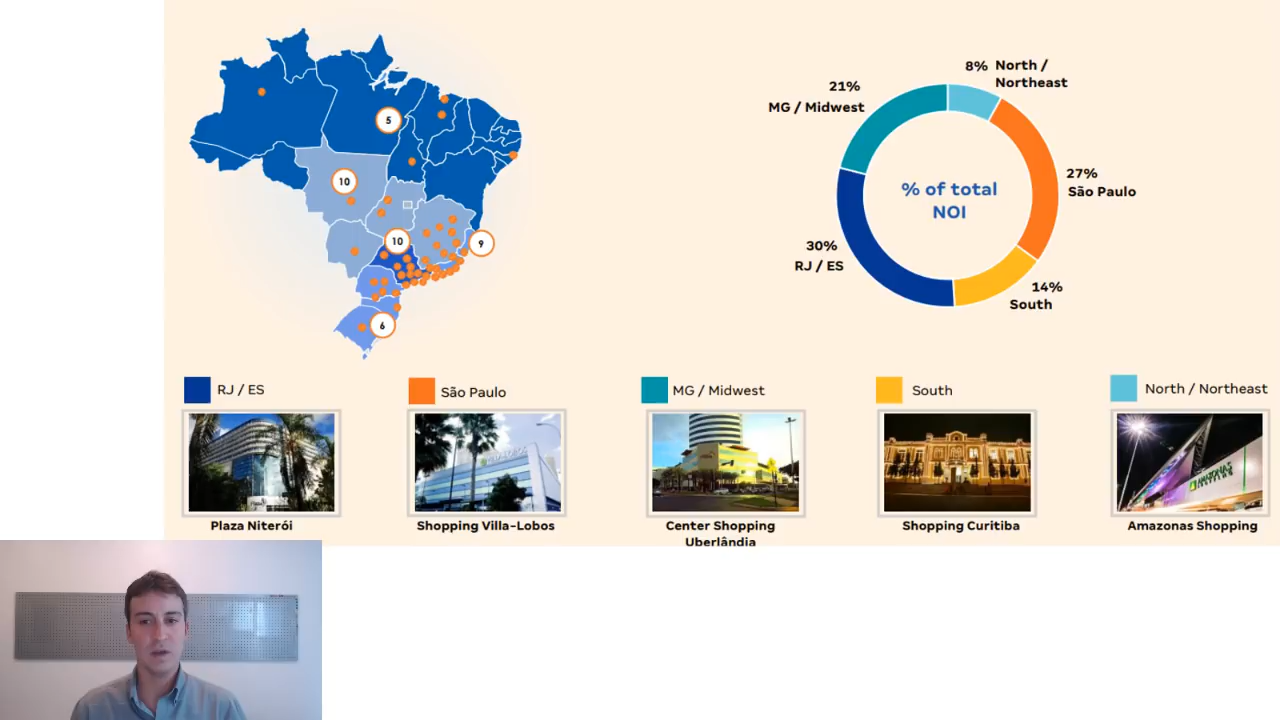 5
10
10
9
6
8% North /
Northeast
21%
MG / Midwest
27%
São Paulo
% of total
NOI
30%
RJ / ES
14%
South
RJ / ES
São Paulo
MG / Midwest
South
North / Northeast
AMAZONAS
Plaza Niterói
Shopping Villa-Lobos
Center Shopping
Uberlândia
Shopping Curitiba
Amazonas Shopping